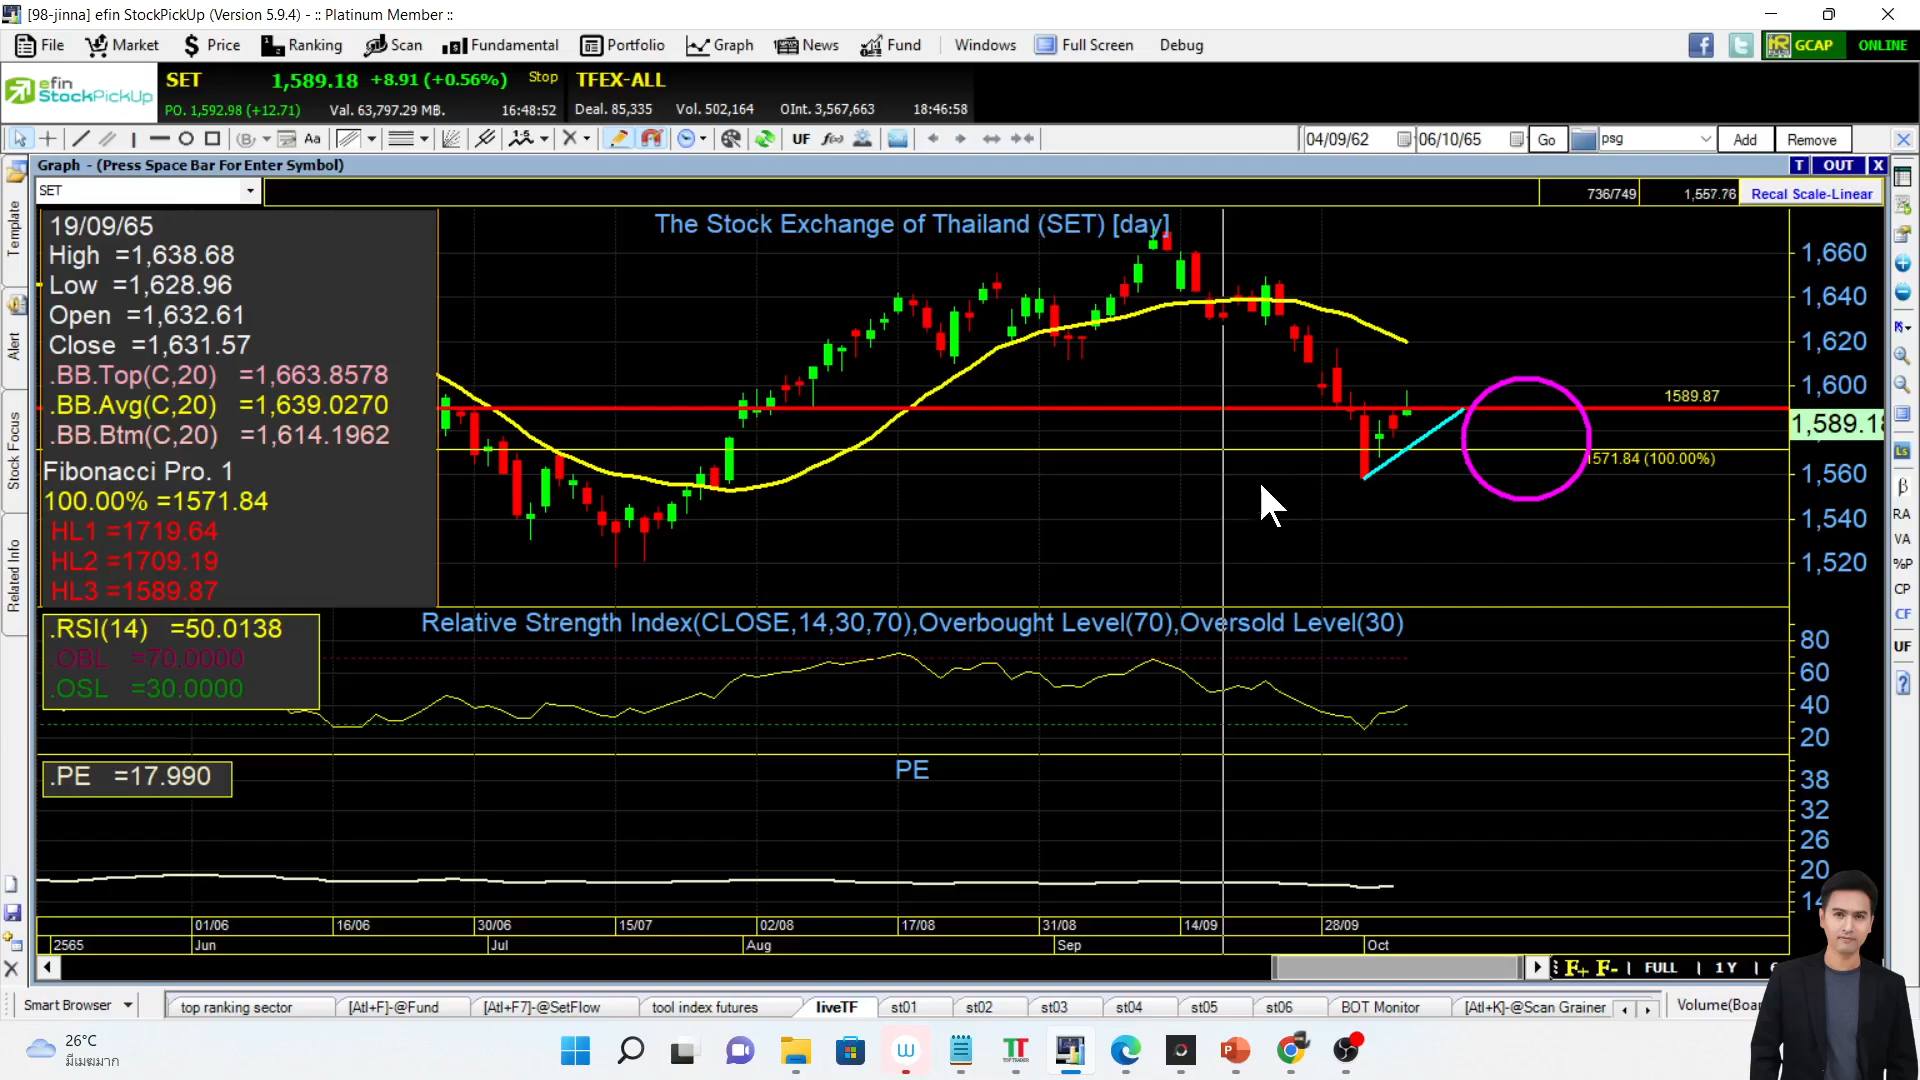 [98-jinna] efin StockPickUp (Version 5.9.4) - :: Platinum Member ::
File Market Price Ranking Scan Fundamental Portfolio Graph News Fund Windows Full Screen Debug GCAP ONLINE
efin StockPickUp
SET 1,589.18 +8.91 (+0.56%) Stop TFEX-ALL
PO. 1,592.98 (+12.71) Val. 63,797.29 MB. 16:48:52 Deal. 85,335 Vol. 502,164 OInt. 3,567,663 18:46:58
Aa UF f(x) 04/09/62 06/10/65 Go psg Add Remove
Graph - (Press Space Bar For Enter Symbol) T OUT X
SET 736/749 1,557.76 Recal Scale-Linear
The Stock Exchange of Thailand (SET) [day]
19/09/65
High =1,638.68
Low =1,628.96
Open =1,632.61
Close =1,631.57
.BB.Top(C,20) =1,663.8578
.BB.Avg(C,20) =1,639.0270
.BB.Btm(C,20) =1,614.1962
Fibonacci Pro. 1
100.00% =1571.84
HL1 =1719.64
HL2 =1709.19
HL3 =1589.87
1589.87
1571.84 (100.00%)
1,660
1,640
1,620
1,600
1,589.18
1,560
1,540
1,520
Relative Strength Index(CLOSE,14,30,70),Overbought Level(70),Oversold Level(30)
.RSI(14) =50.0138
.OBL =70.0000
.OSL =30.0000
80
60
40
20
PE
.PE =17.990
38
32
26
20
14
01/06 16/06 30/06 15/07 02/08 17/08 31/08 14/09 28/09
2565 Jun Jul Aug Sep Oct
F+ F- FULL 1Y
Template
Alert
Stock Focus
Related Info
β
RA
VA
%P
CP
CF
UF
Smart Browser top ranking sector [Atl+F]-@Fund [Atl+F7]-@SetFlow tool index futures liveTF st01 st02 st03 st04 st05 st06 BOT Monitor [Atl+K]-@Scan Grainer
26°C
มีเมฆมาก